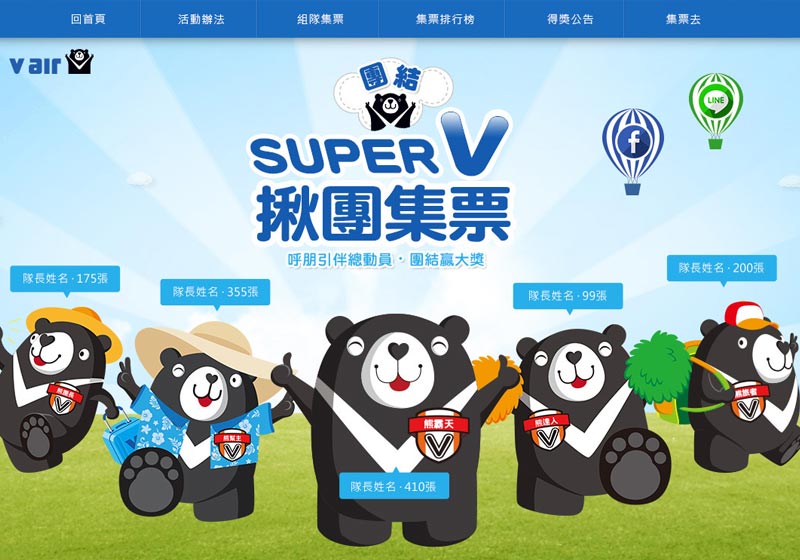 回首頁
活動辦法
組隊集票
集票排行榜
得獎公告
集票去
v air
團結
SUPER V
揪團集票
呼朋引伴總動員・團結贏大獎
LINE
f
隊長姓名・175張
隊長姓名・355張
隊長姓名・99張
隊長姓名・200張
V
熊幫主
V
熊霸天
V
熊達人
V
熊旅客
V
隊長姓名・410張